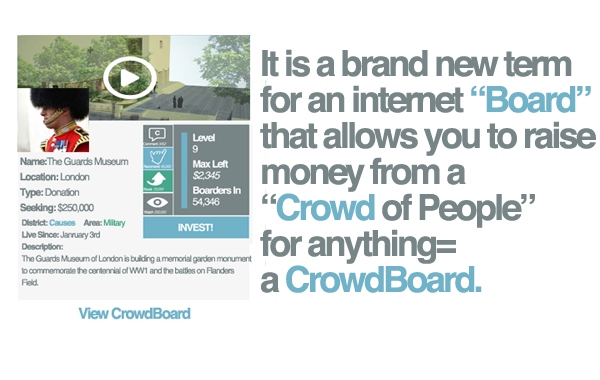 Name:The Guards Museum
Location: London
Type: Donation
Seeking: $250,000
District: Causes Area: Military
Live Since: Janruary 3rd
Description:
The Guards Museum of London is building a memorial garden monument
to commemorate the centennial of WW1 and the battles on Flanders
Field.
C
Level
9
Max Left
$2,345
Boarders In
54,346
INVEST!
View CrowdBoard
It is a brand new term
for an internet “Board”
that allows you to raise
money from a
“Crowd of People”
for anything=
a CrowdBoard.